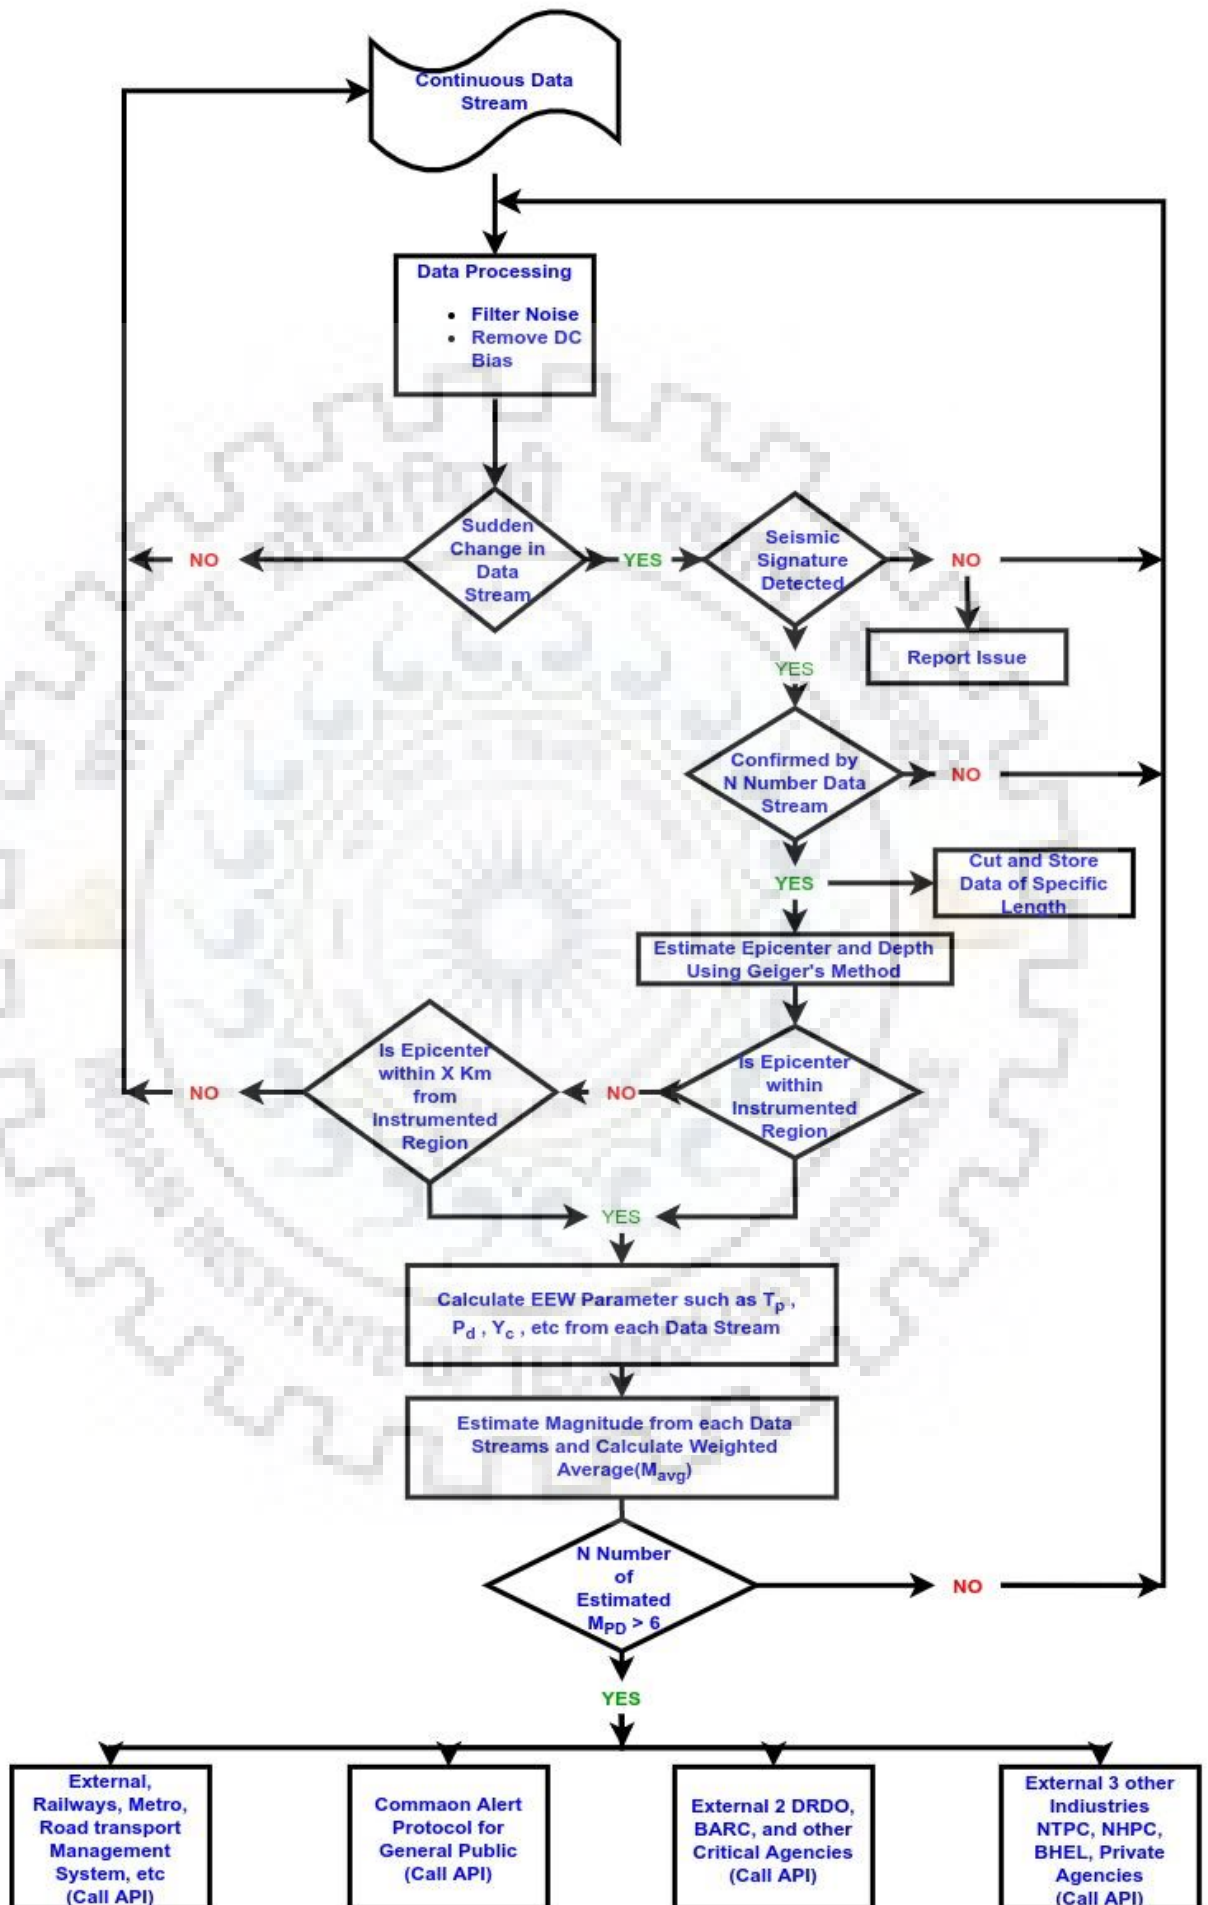 Continuous Data
Stream
Data Processing
• Filter Noise
• Remove DC
Bias
Sudden
Change in
Data
Stream
NO
YES
Seismic
Signature
Detected
NO
Report Issue
YES
Confirmed by
N Number Data
Stream
NO
YES
Cut and Store
Data of Specific
Length
Estimate Epicenter and Depth
Using Geiger's Method
Is Epicenter
within
Instrumented
Region
NO
Is Epicenter
within X Km
from
Instrumented
Region
NO
YES
Calculate EEW Parameter such as Tp ,
Pd , Yc , etc from each Data Stream
Estimate Magnitude from each Data
Streams and Calculate Weighted
Average(Mavg)
N Number
of
Estimated
MPD > 6
NO
YES
External,
Railways, Metro,
Road transport
Management
System, etc
(Call API)
Commaon Alert
Protocol for
General Public
(Call API)
External 2 DRDO,
BARC, and other
Critical Agencies
(Call API)
External 3 other
Indiustries
NTPC, NHPC,
BHEL, Private
Agencies
(Call API)